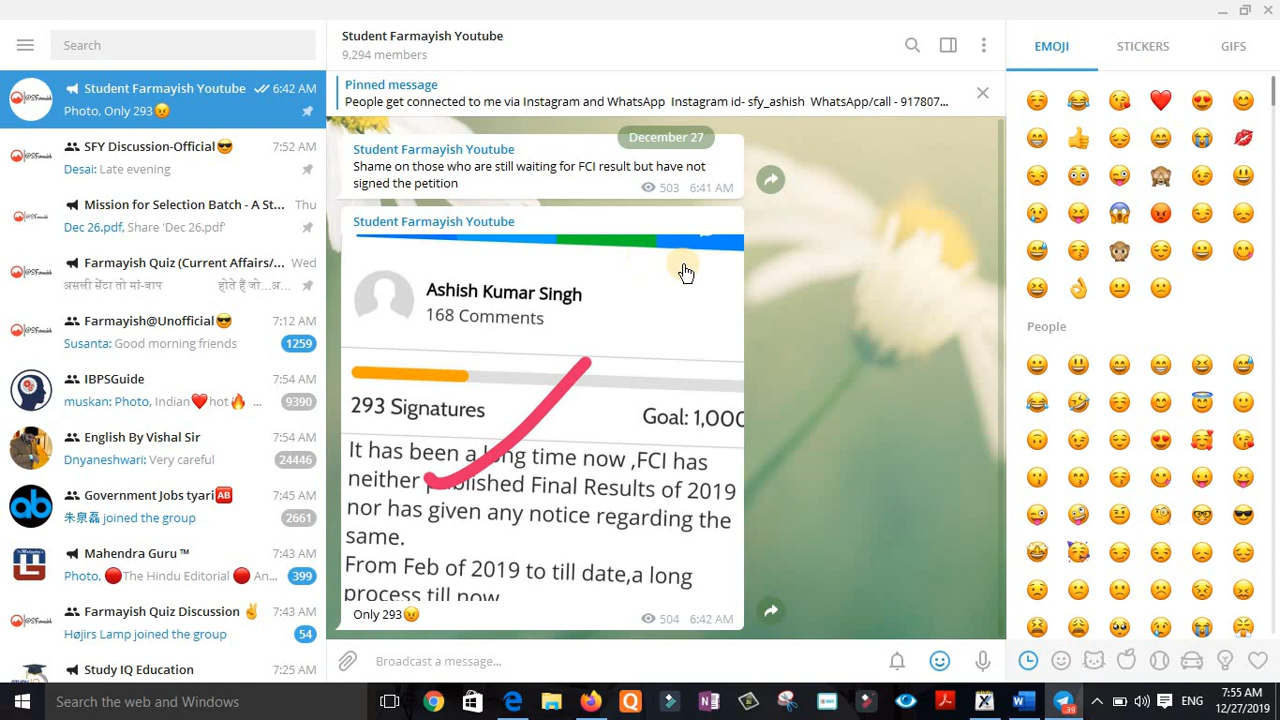 Search
Student Farmayish Youtube 6:42 AM
Photo, Only 293😡
SFY Discussion-Official😎 7:52 AM
Desai: Late evening
Mission for Selection Batch - A St... Thu
Dec 26.pdf, Share 'Dec 26.pdf'
Farmayish Quiz (Current Affairs/... Wed
असली सेंटा तो मां-बाप होते हैं जो...अ...
Farmayish@Unofficial😎 7:12 AM
Susanta: Good morning friends 1259
IBPSGuide 7:54 AM
muskan: Photo, Indian❤️hot🔥 ... 9390
English By Vishal Sir 7:54 AM
Dnyaneshwari: Very careful 24446
Government Jobs tyari🆎 7:45 AM
朱泉磊 joined the group 2661
Mahendra Guru ™ 7:43 AM
Photo, 🔴The Hindu Editorial 🔴 An... 399
Farmayish Quiz Discussion ✌️ 7:43 AM
Højirs Lamp joined the group 54
Study IQ Education 7:25 AM
Student Farmayish Youtube
9,294 members
Pinned message
People get connected to me via Instagram and WhatsApp Instagram id- sfy_ashish WhatsApp/call - 917807...
December 27
Student Farmayish Youtube
Shame on those who are still waiting for FCI result but have not
signed the petition
503 6:41 AM
Student Farmayish Youtube
Ashish Kumar Singh
168 Comments
293 Signatures
Goal: 1,000
It has been a long time now ,FCI has
neither published Final Results of 2019
nor has given any notice regarding the
same.
From Feb of 2019 to till date,a long
process till now
Only 293😡
504 6:42 AM
Broadcast a message...
EMOJI STICKERS GIFS
People
Search the web and Windows
ENG
7:55 AM
12/27/2019